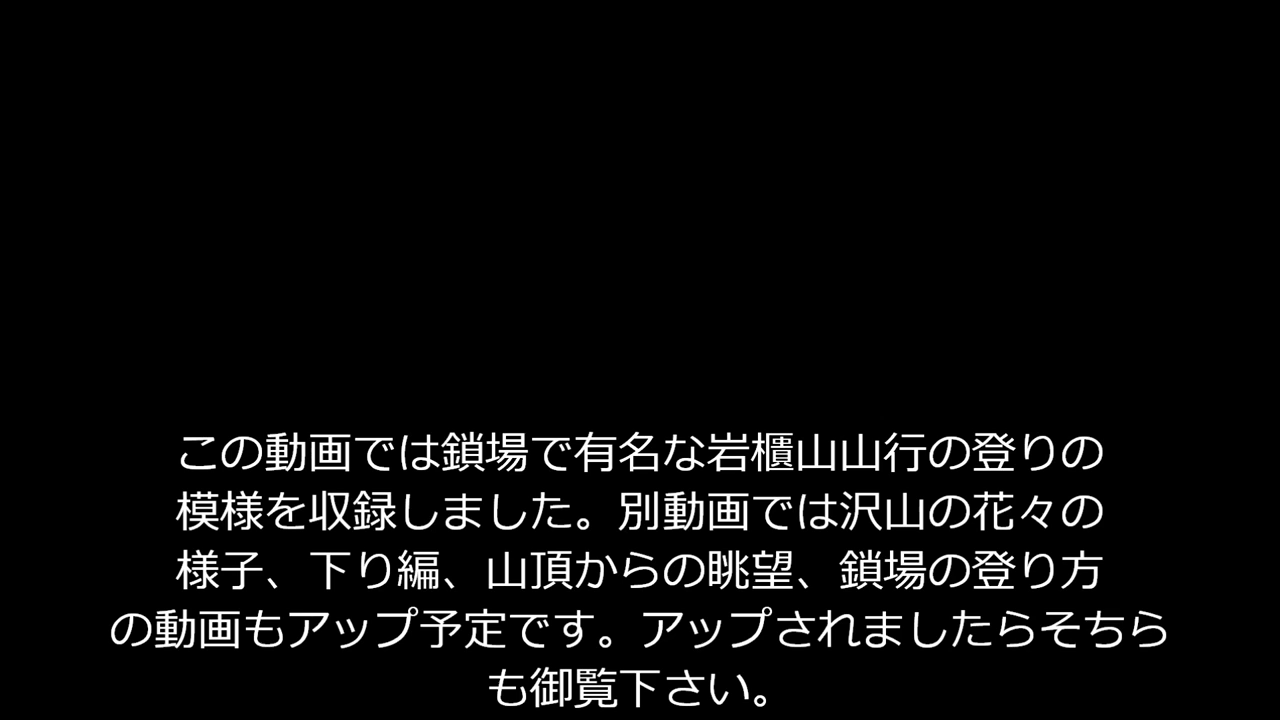 この動画では鎖場で有名な岩櫃山山行の登りの
模様を収録しました。別動画では沢山の花々の
様子、下り編、山頂からの眺望、鎖場の登り方
の動画もアップ予定です。アップされましたらそちら
も御覧下さい。